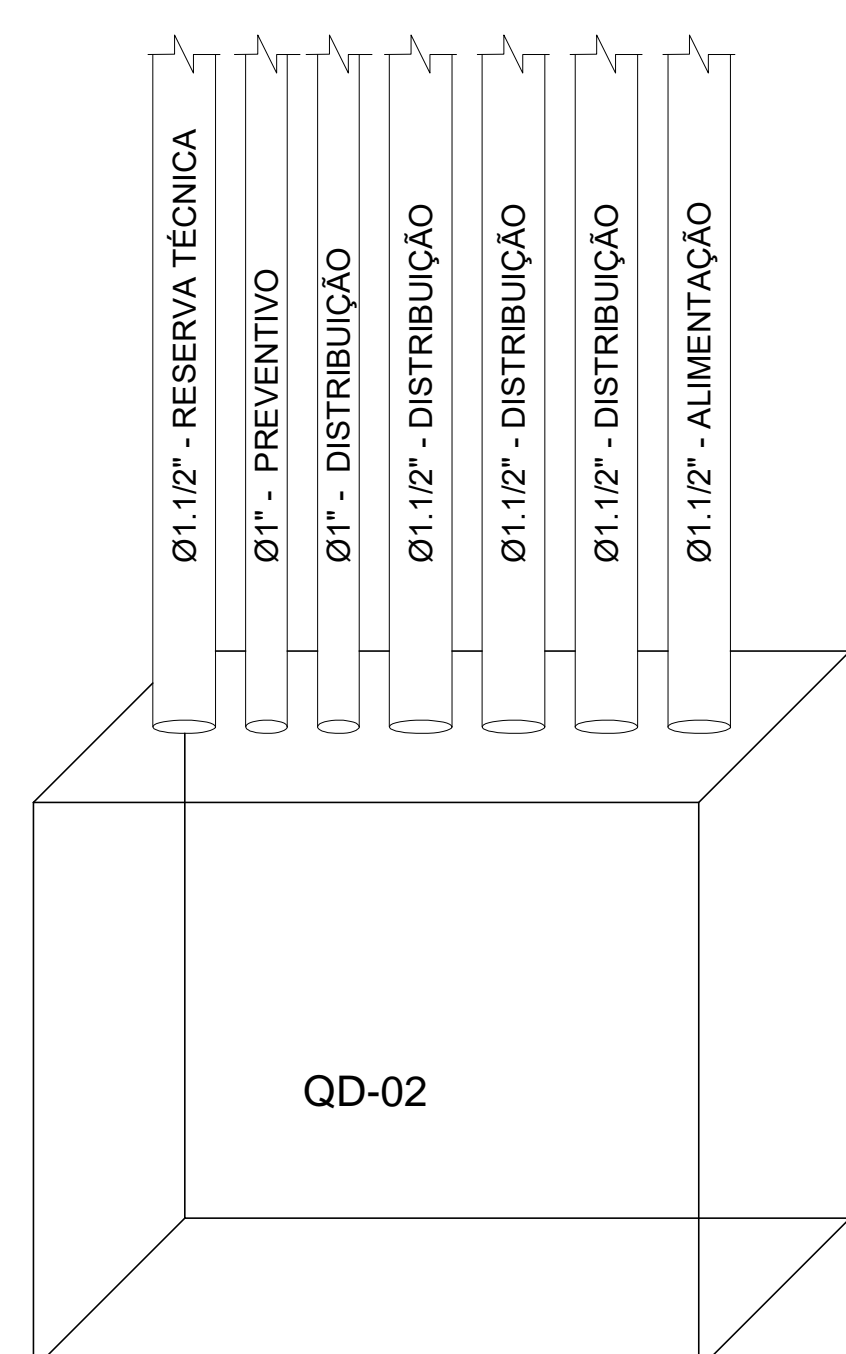 Ø1.1/2" - RESERVA TÉCNICA
Ø1" - PREVENTIVO
Ø1" - DISTRIBUIÇÃO
Ø1.1/2" - DISTRIBUIÇÃO
Ø1.1/2" - DISTRIBUIÇÃO
Ø1.1/2" - DISTRIBUIÇÃO
Ø1.1/2" - ALIMENTAÇÃO
QD-02